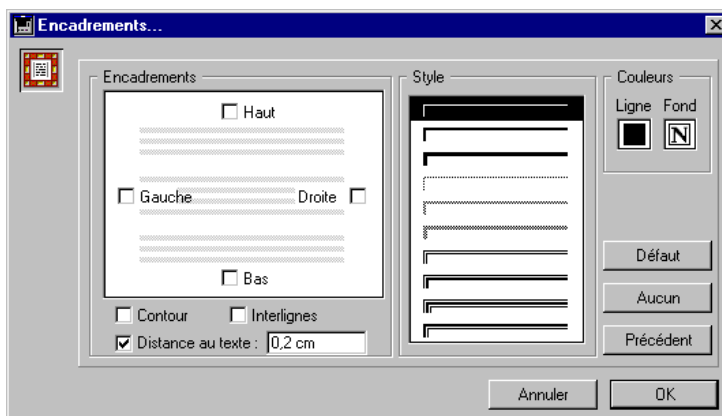 Encadrements...
Encadrements
Haut
Gauche
Droite
Bas
Contour
Interlignes
Distance au texte :
0,2 cm
Style
Couleurs
Ligne
Fond
N
Défaut
Aucun
Précédent
Annuler
OK